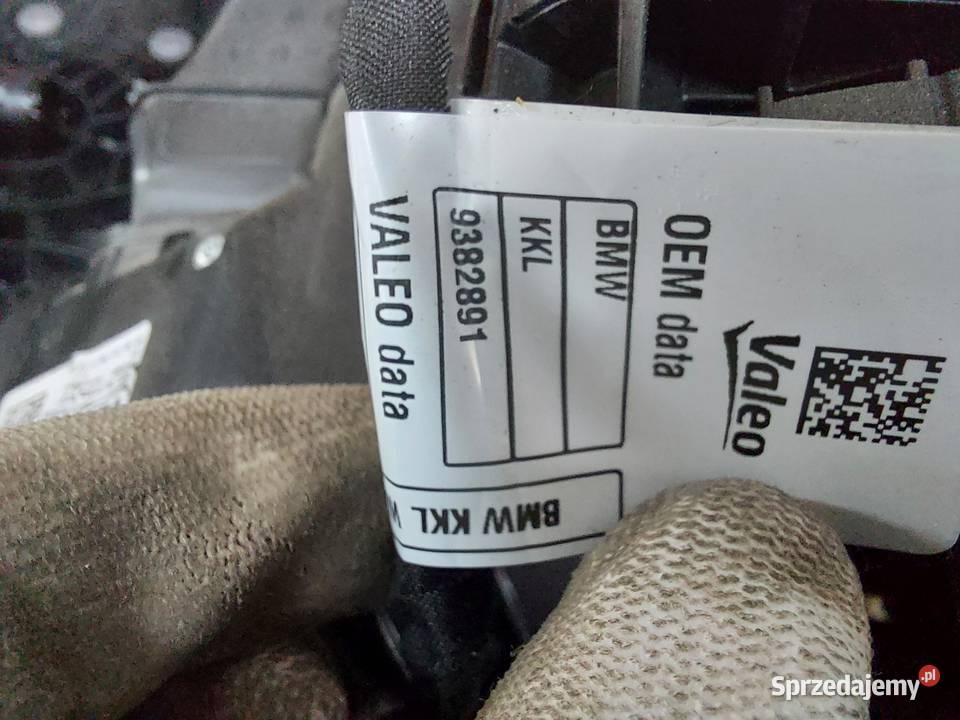 Valeo
OEM data
BMW
KKL
9382891
VALEO data
BMW KKL
Sprzedajemy.pl